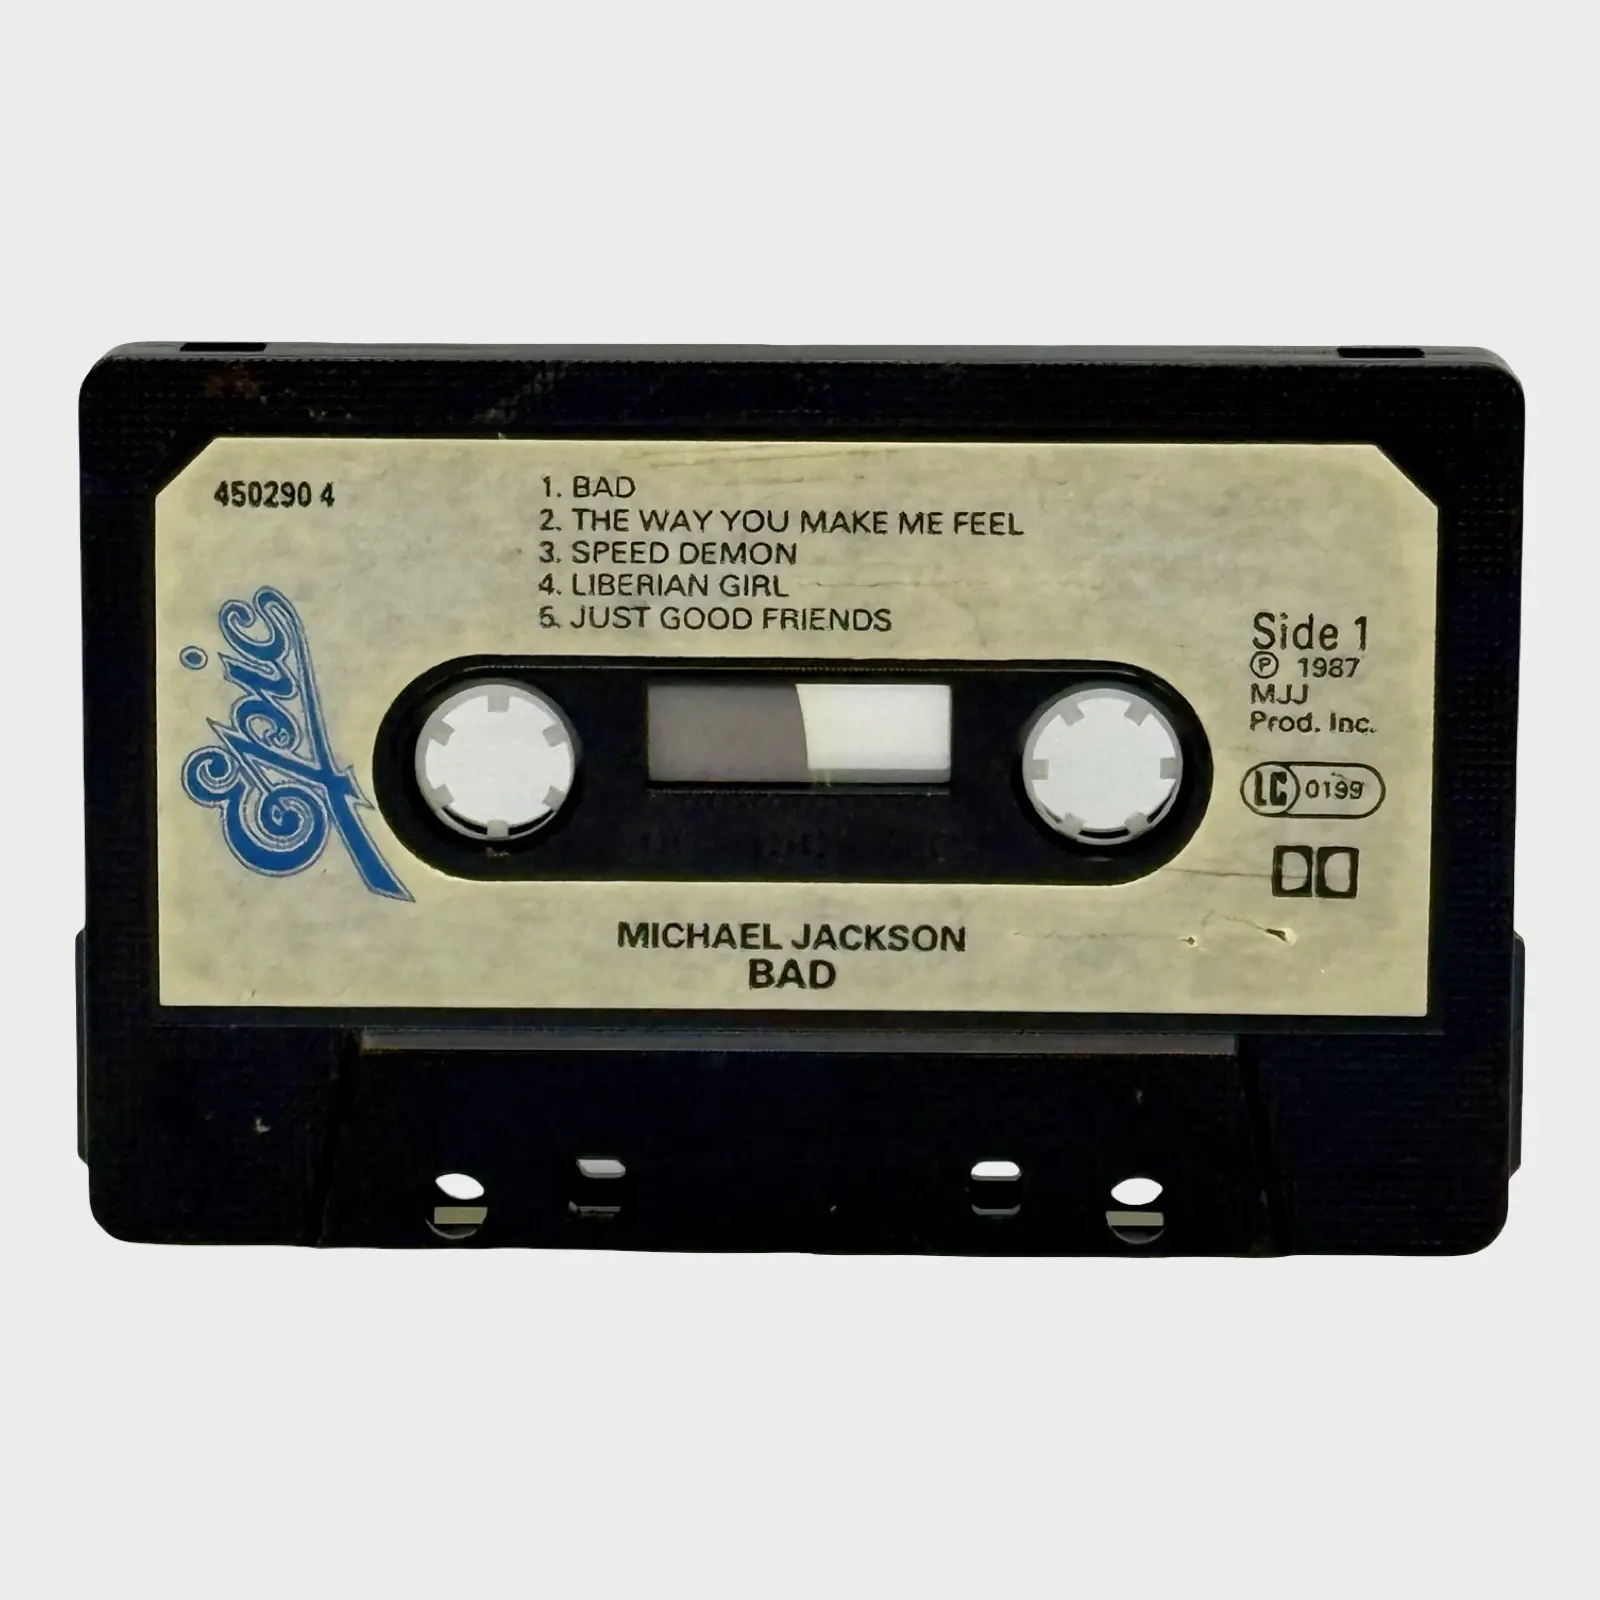 450290 4
1. BAD
2. THE WAY YOU MAKE ME FEEL
3. SPEED DEMON
4. LIBERIAN GIRL
5. JUST GOOD FRIENDS
Epic
Side 1
Ⓟ 1987
MJJ
Prod. Inc.
LC 0199
MICHAEL JACKSON
BAD